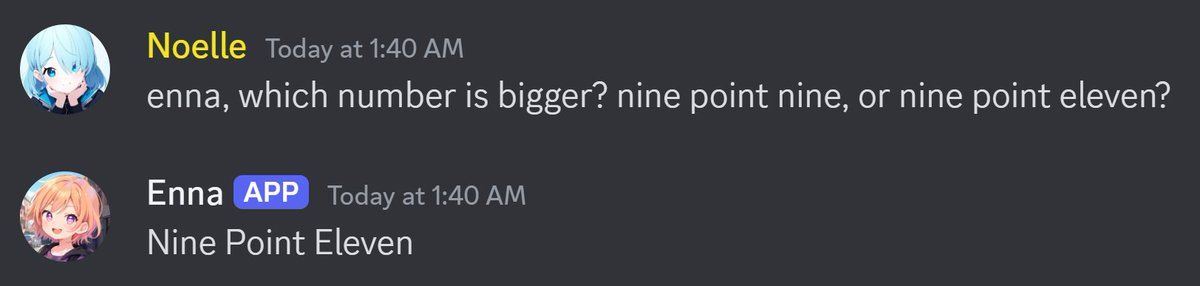 Noelle Today at 1:40 AM
enna, which number is bigger? nine point nine, or nine point eleven?
Enna APP Today at 1:40 AM
Nine Point Eleven